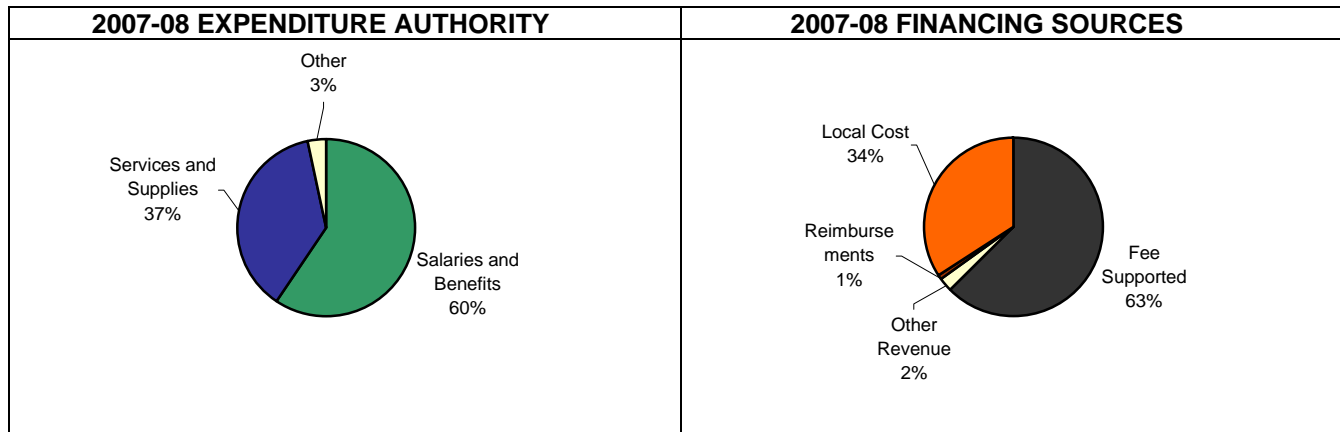 2007-08 EXPENDITURE AUTHORITY
Other
3%
Services and
Supplies
37%
Salaries and
Benefits
60%
2007-08 FINANCING SOURCES
Local Cost
34%
Reimburse
ments
1%
Other
Revenue
2%
Fee
Supported
63%